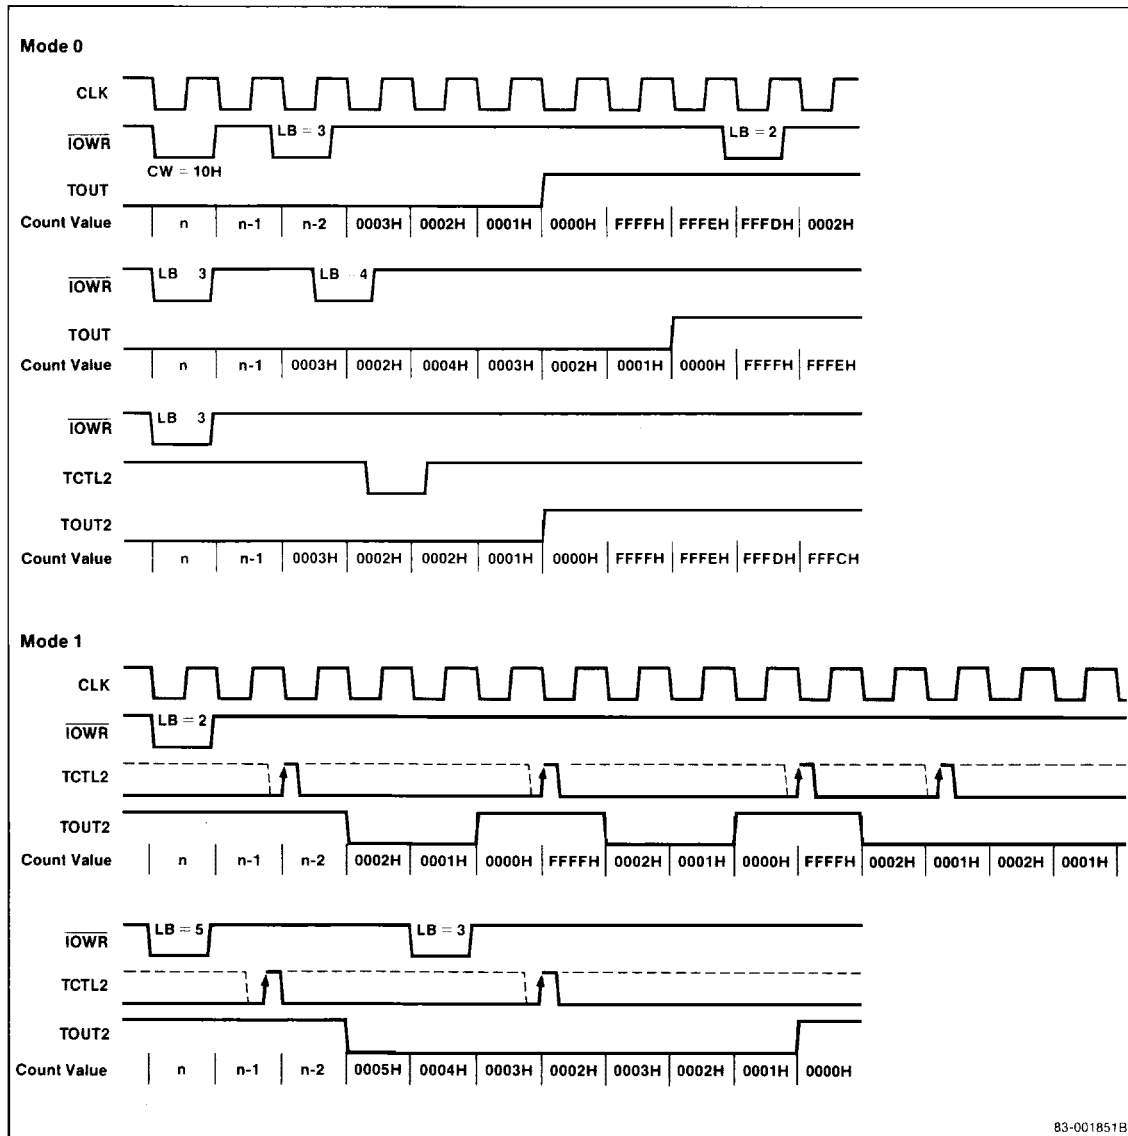 Mode 0
CLK
IOWR LB = 3 LB = 2
CW = 10H
TOUT
Count Value n n-1 n-2 0003H 0002H 0001H 0000H FFFFH FFFEH FFFDH 0002H
IOWR LB 3 LB 4
TOUT
Count Value n n-1 0003H 0002H 0004H 0003H 0002H 0001H 0000H FFFFH FFFEH
IOWR LB 3
TCTL2
TOUT2
Count Value n n-1 0003H 0002H 0002H 0001H 0000H FFFFH FFFEH FFFDH FFFCH
Mode 1
CLK
IOWR LB = 2
TCTL2
TOUT2
Count Value n n-1 n-2 0002H 0001H 0000H FFFFH 0002H 0001H 0000H FFFFH 0002H 0001H 0002H 0001H
IOWR LB = 5 LB = 3
TCTL2
TOUT2
Count Value n n-1 n-2 0005H 0004H 0003H 0002H 0003H 0002H 0001H 0000H
83-001851B